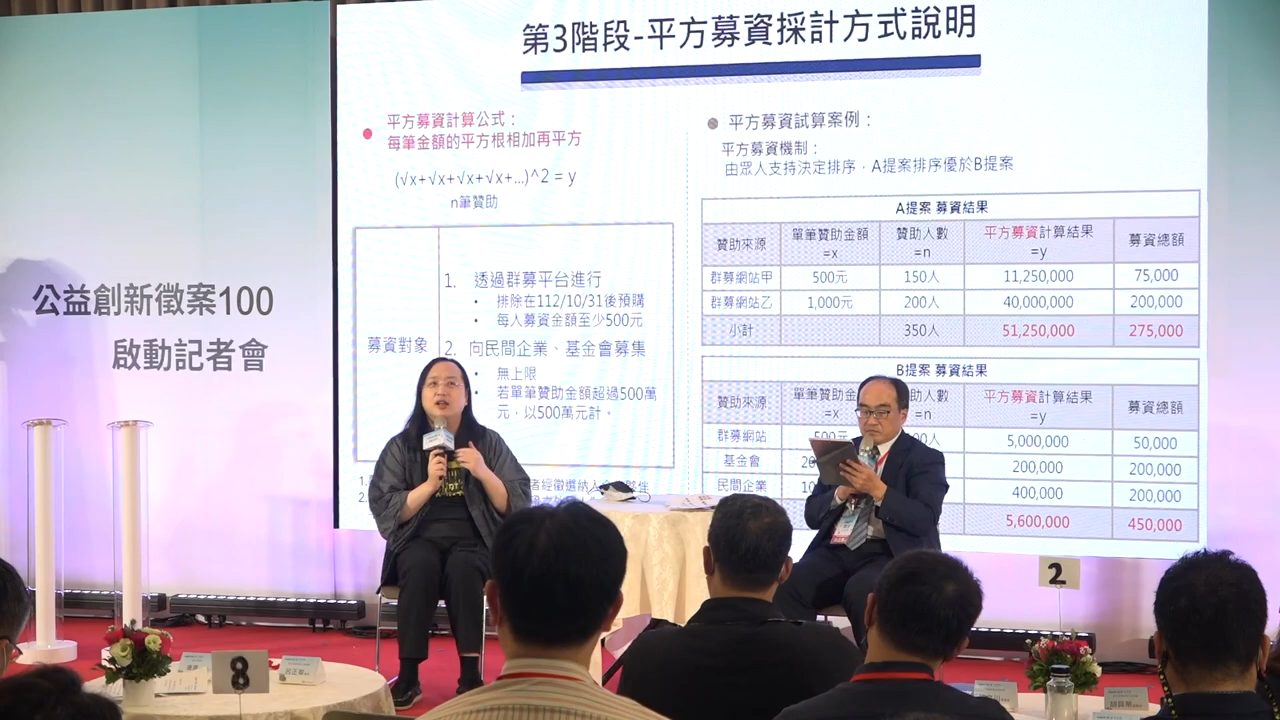 第3階段-平方募資採計方式說明
平方募資計算公式：
每筆金額的平方根相加再平方
(√x+√x+√x+√x+...)^2 = y
n筆贊助
募資對象
1. 透過群募平台進行
• 排除在112/10/31後預購
• 每人募資金額至少500元
2. 向民間企業、基金會募集
• 無上限
• 若單筆贊助金額超過500萬
元，以500萬元計。
平方募資試算案例：
平方募資機制：
由眾人支持決定排序，A提案排序優於B提案
A提案 募資結果
贊助來源 單筆贊助金額=x 贊助人數=n 平方募資計算結果=y 募資總額
群募網站甲 500元 150人 11,250,000 75,000
群募網站乙 1,000元 200人 40,000,000 200,000
小計 350人 51,250,000 275,000
B提案 募資結果
贊助來源 單筆贊助金 =x 助人數=n 平方募資計算結果=y 募資總額
群募網站 500元 00人 5,000,000 50,000
基金會 20 200,000 200,000
民間企業 10 400,000 200,000
5,600,000 450,000
公益創新徵案100
啟動記者會
8
2